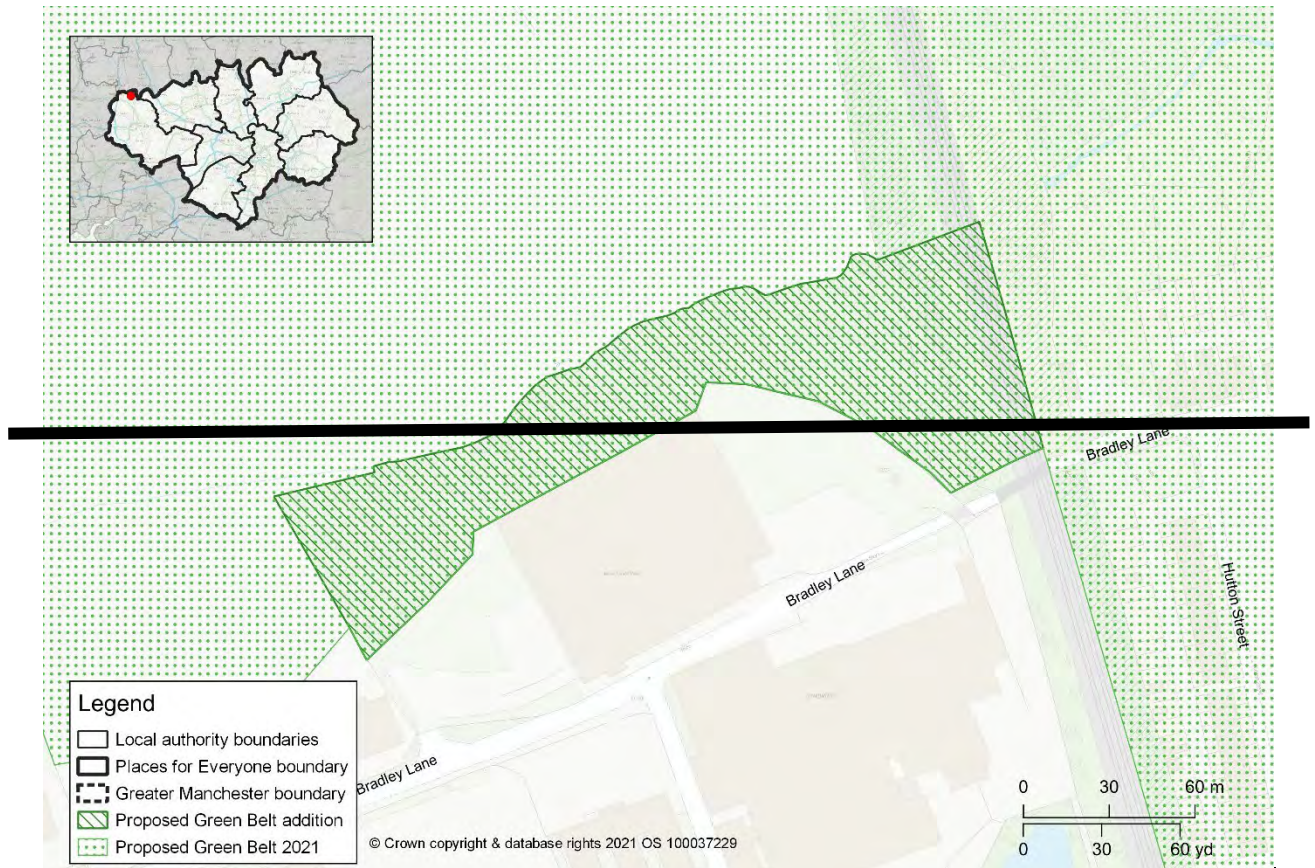 Bradley Lane
Hutton Street
Bradley Lane
Bradley Lane
Legend
Local authority boundaries
Places for Everyone boundary
Greater Manchester boundary
Proposed Green Belt addition
Proposed Green Belt 2021
© Crown copyright & database rights 2021 OS 100037229
0 30 60 m
0 30 60 yd